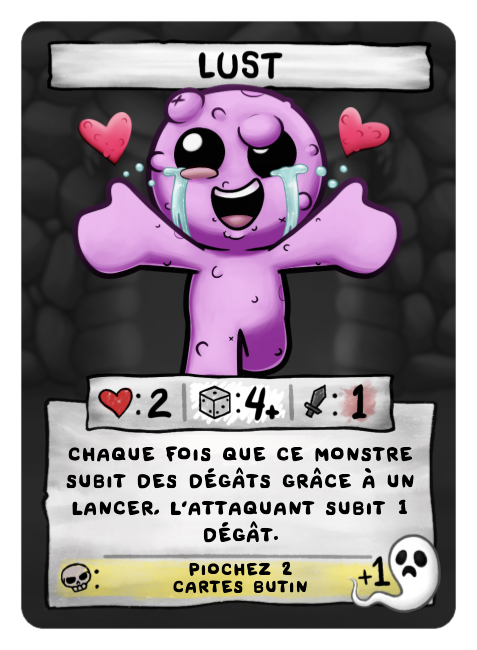 LUST
:2 :4+ :1
CHAQUE FOIS QUE CE MONSTRE
SUBIT DES DÉGÂTS GRÂCE À UN
LANCER, L'ATTAQUANT SUBIT 1
DÉGÂT.
: PIOCHEZ 2
CARTES BUTIN
+1